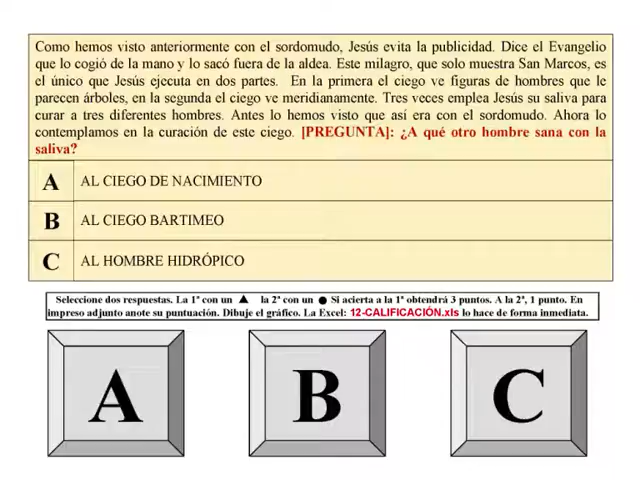 Como hemos visto anteriormente con el sordomudo, Jesús evita la publicidad. Dice el Evangelio
que lo cogió de la mano y lo sacó fuera de la aldea. Este milagro, que solo muestra San Marcos, es
el único que Jesús ejecuta en dos partes. En la primera el ciego ve figuras de hombres que le
parecen árboles, en la segunda el ciego ve meridianamente. Tres veces emplea Jesús su saliva para
curar a tres diferentes hombres. Antes lo hemos visto que así era con el sordomudo. Ahora lo
contemplamos en la curación de este ciego. [PREGUNTA]: ¿A qué otro hombre sana con la
saliva?
A AL CIEGO DE NACIMIENTO
B AL CIEGO BARTIMEO
C AL HOMBRE HIDRÓPICO
Seleccione dos respuestas. La 1ª con un ▲ la 2ª con un ● Si acierta a la 1ª obtendrá 3 puntos. A la 2ª, 1 punto. En
impreso adjunto anote su puntuación. Dibuje el gráfico. La Excel: 12-CALIFICACIÓN.xls lo hace de forma inmediata.
A B C